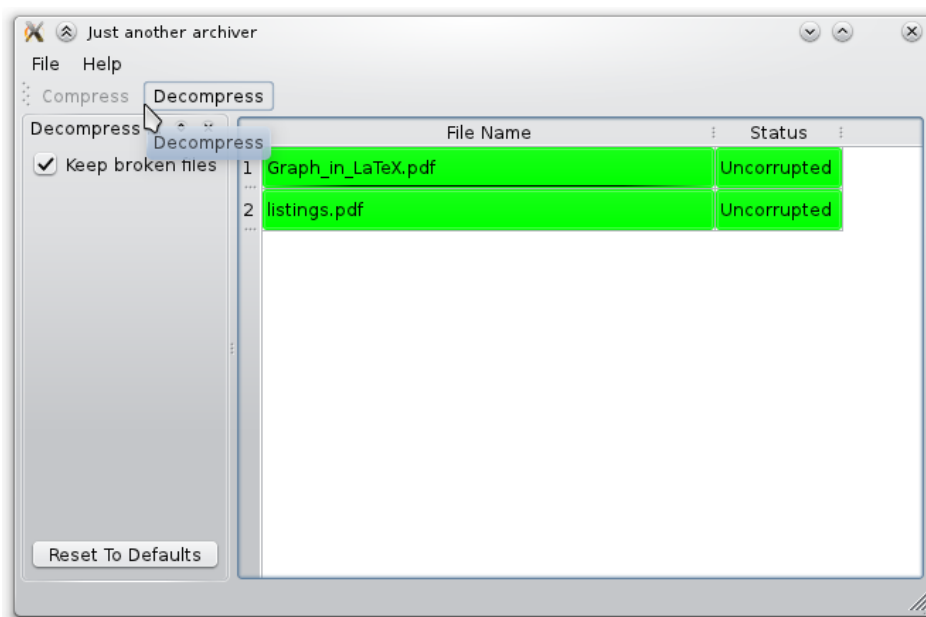 Just another archiver
File Help
Compress Decompress
Decompress
Decompress
Keep broken files
File Name Status
1 Graph_in_LaTeX.pdf Uncorrupted
2 listings.pdf Uncorrupted
Reset To Defaults